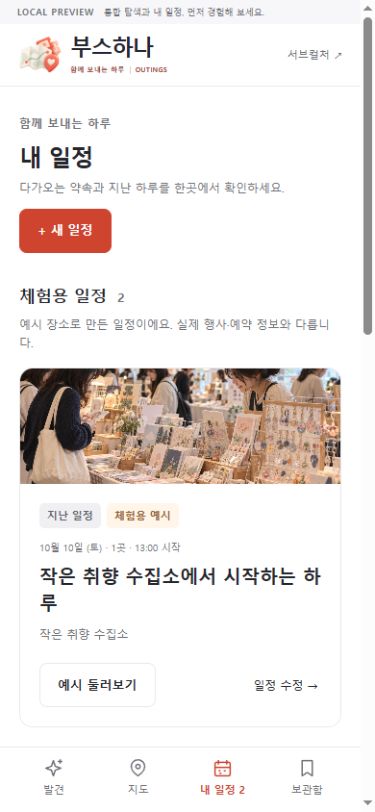 LOCAL PREVIEW 통합 탐색과 내 일정, 먼저 경험해 보세요.
부스하나
함께 보내는 하루 | OUTINGS
서브컬처 ↗
함께 보내는 하루
내 일정
다가오는 약속과 지난 하루를 한곳에서 확인하세요.
+ 새 일정
체험용 일정 2
예시 장소로 만든 일정이에요. 실제 행사·예약 정보와 다릅니
다.
지난 일정 체험용 예시
10월 10일 (토) · 1곳 · 13:00 시작
작은 취향 수집소에서 시작하는 하
루
작은 취향 수집소
예시 둘러보기
일정 수정 →
발견
지도
내 일정 2
보관함